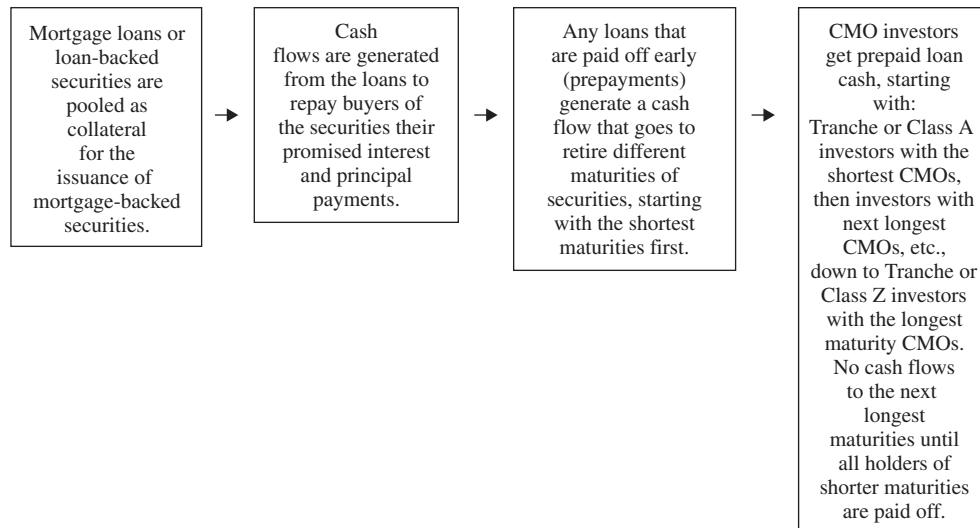 Mortgage loans or
loan-backed
securities are
pooled as
collateral
for the
issuance of
mortgage-backed
securities.
Cash
flows are generated
from the loans to
repay buyers of
the securities their
promised interest
and principal
payments.
Any loans that
are paid off early
(prepayments)
generate a cash
flow that goes to
retire different
maturities of
securities, starting
with the shortest
maturities first.
CMO investors
get prepaid loan
cash, starting
with:
Tranche or Class A
investors with the
shortest CMOs,
then investors with
next longest
CMOs, etc.,
down to Tranche or
Class Z investors
with the longest
maturity CMOs.
No cash flows
to the next
longest
maturities until
all holders of
shorter maturities
are paid off.